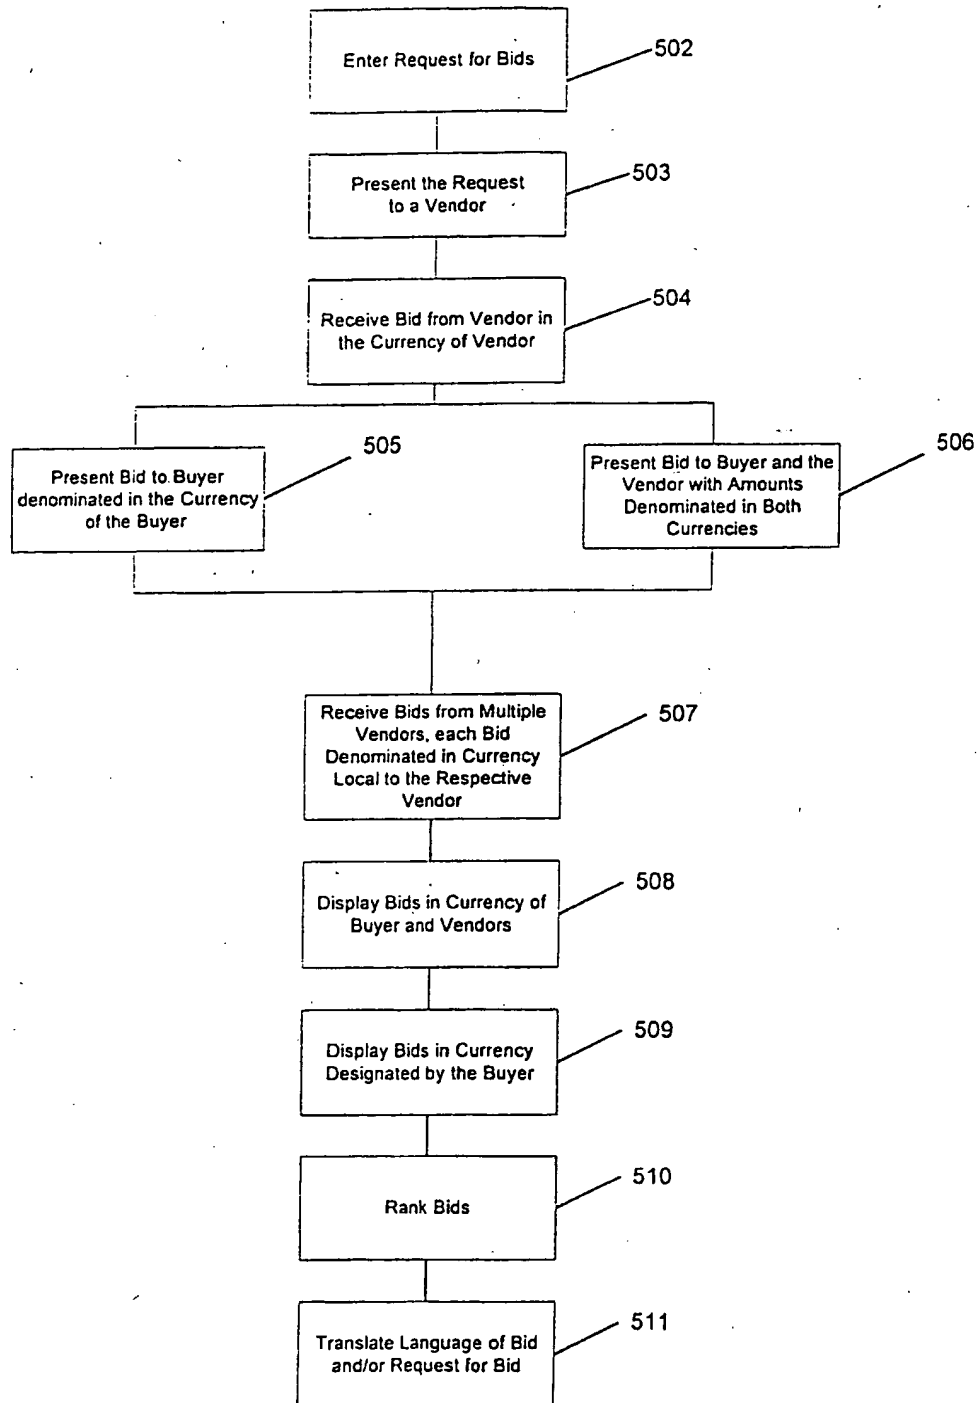 Enter Request for Bids
502
Present the Request
to a Vendor
503
Receive Bid from Vendor in
the Currency of Vendor
504
Present Bid to Buyer
denominated in the Currency
of the Buyer
505
Present Bid to Buyer and the
Vendor with Amounts
Denominated in Both
Currencies
506
Receive Bids from Multiple
Vendors, each Bid
Denominated in Currency
Local to the Respective
Vendor
507
Display Bids in Currency of
Buyer and Vendors
508
Display Bids in Currency
Designated by the Buyer
509
Rank Bids
510
Translate Language of Bid
and/or Request for Bid
511